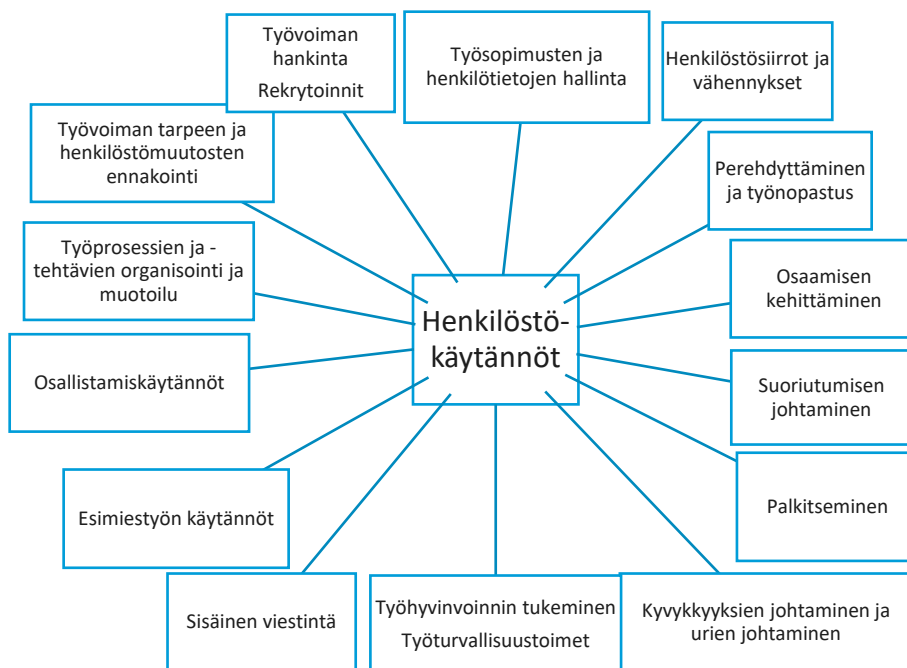 Työvoiman
hankinta
Rekrytoinnit
Työsopimusten ja
henkilötietojen hallinta
Henkilöstösiirrot ja
vähennykset
Työvoiman tarpeen ja
henkilöstömuutosten
ennakointi
Perehdyttäminen
ja työnopastus
Työprosessien ja -
tehtävien organisointi ja
muotoilu
Osaamisen
kehittäminen
Henkilöstö-
käytännöt
Osallistamiskäytännöt
Suoriutumisen
johtaminen
Esimiestyön käytännöt
Palkitseminen
Sisäinen viestintä
Työhyvinvoinnin tukeminen
Työturvallisuustoimet
Kyvykkyyksien johtaminen ja
urien johtaminen